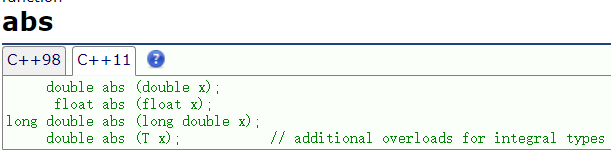 abs
C++98 C++11 ?
double abs (double x);
float abs (float x);
long double abs (long double x);
double abs (T x);           // additional overloads for integral types